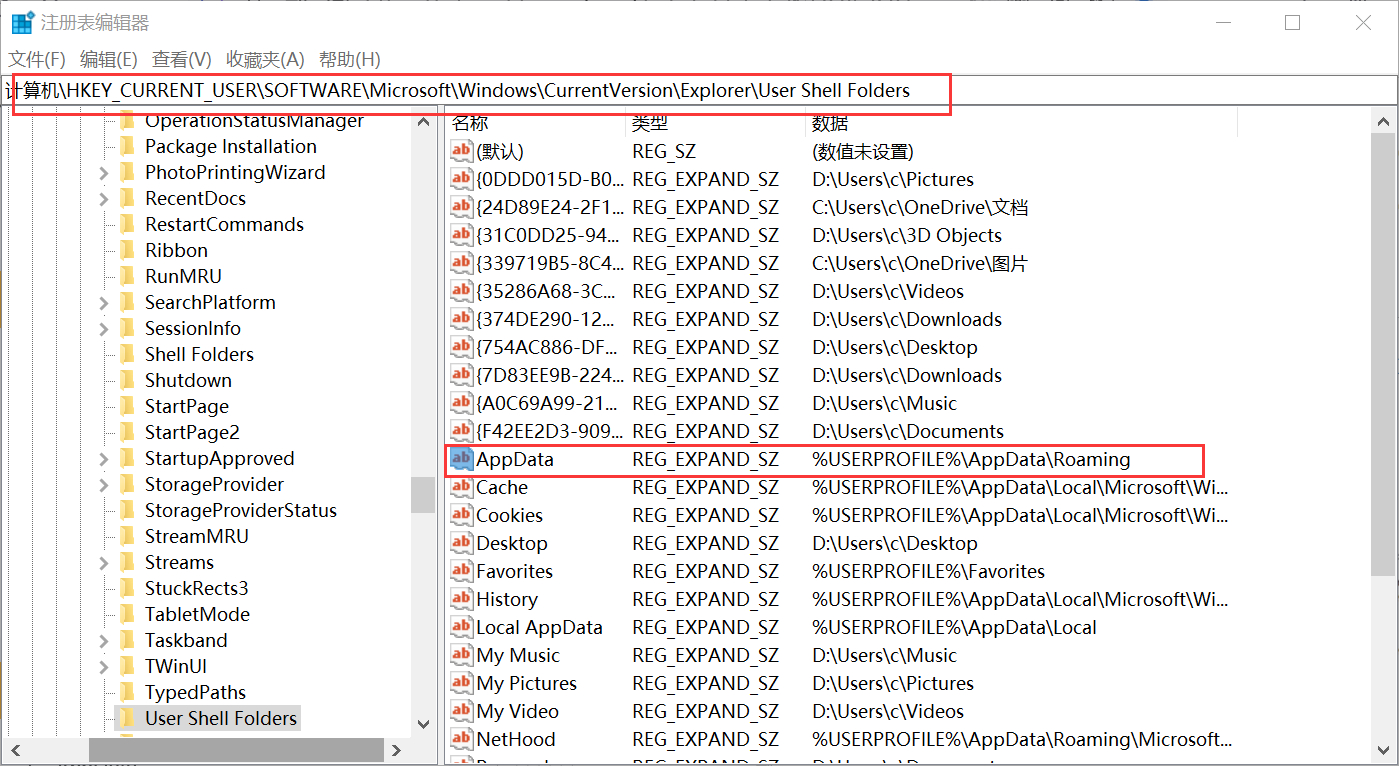 注册表编辑器
文件(F) 编辑(E) 查看(V) 收藏夹(A) 帮助(H)
计算机\HKEY_CURRENT_USER\SOFTWARE\Microsoft\Windows\CurrentVersion\Explorer\User Shell Folders
OperationStatusManager
Package Installation
PhotoPrintingWizard
RecentDocs
RestartCommands
Ribbon
RunMRU
SearchPlatform
SessionInfo
Shell Folders
Shutdown
StartPage
StartPage2
StartupApproved
StorageProvider
StorageProviderStatus
StreamMRU
Streams
StuckRects3
TabletMode
Taskband
TWinUI
TypedPaths
User Shell Folders
名称 类型 数据
(默认) REG_SZ (数值未设置)
{0DDD015D-B0... REG_EXPAND_SZ D:\Users\c\Pictures
{24D89E24-2F1... REG_EXPAND_SZ C:\Users\c\OneDrive\文档
{31C0DD25-94... REG_EXPAND_SZ D:\Users\c\3D Objects
{339719B5-8C4... REG_EXPAND_SZ C:\Users\c\OneDrive\图片
{35286A68-3C... REG_EXPAND_SZ D:\Users\c\Videos
{374DE290-12... REG_EXPAND_SZ D:\Users\c\Downloads
{754AC886-DF... REG_EXPAND_SZ D:\Users\c\Desktop
{7D83EE9B-224... REG_EXPAND_SZ D:\Users\c\Downloads
{A0C69A99-21... REG_EXPAND_SZ D:\Users\c\Music
{F42EE2D3-909... REG_EXPAND_SZ D:\Users\c\Documents
AppData REG_EXPAND_SZ %USERPROFILE%\AppData\Roaming
Cache REG_EXPAND_SZ %USERPROFILE%\AppData\Local\Microsoft\Wi...
Cookies REG_EXPAND_SZ %USERPROFILE%\AppData\Local\Microsoft\Wi...
Desktop REG_EXPAND_SZ D:\Users\c\Desktop
Favorites REG_EXPAND_SZ %USERPROFILE%\Favorites
History REG_EXPAND_SZ %USERPROFILE%\AppData\Local\Microsoft\Wi...
Local AppData REG_EXPAND_SZ %USERPROFILE%\AppData\Local
My Music REG_EXPAND_SZ D:\Users\c\Music
My Pictures REG_EXPAND_SZ D:\Users\c\Pictures
My Video REG_EXPAND_SZ D:\Users\c\Videos
NetHood REG_EXPAND_SZ %USERPROFILE%\AppData\Roaming\Microsoft...